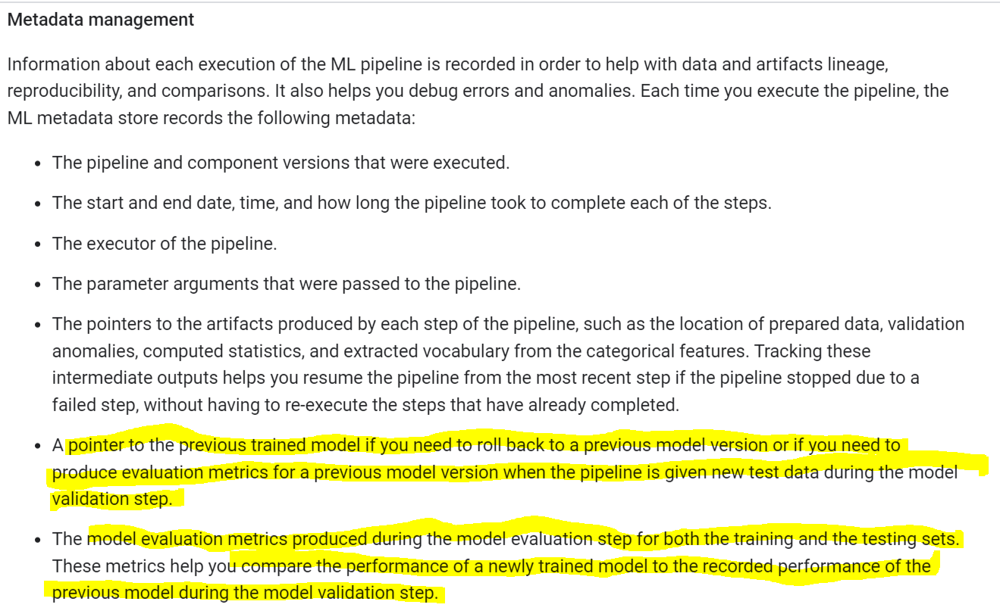 Metadata management
Information about each execution of the ML pipeline is recorded in order to help with data and artifacts lineage,
reproducibility, and comparisons. It also helps you debug errors and anomalies. Each time you execute the pipeline, the
ML metadata store records the following metadata:
• The pipeline and component versions that were executed.
• The start and end date, time, and how long the pipeline took to complete each of the steps.
• The executor of the pipeline.
• The parameter arguments that were passed to the pipeline.
• The pointers to the artifacts produced by each step of the pipeline, such as the location of prepared data, validation
anomalies, computed statistics, and extracted vocabulary from the categorical features. Tracking these
intermediate outputs helps you resume the pipeline from the most recent step if the pipeline stopped due to a
failed step, without having to re-execute the steps that have already completed.
• A pointer to the previous trained model if you need to roll back to a previous model version or if you need to
produce evaluation metrics for a previous model version when the pipeline is given new test data during the model
validation step.
• The model evaluation metrics produced during the model evaluation step for both the training and the testing sets.
These metrics help you compare the performance of a newly trained model to the recorded performance of the
previous model during the model validation step.